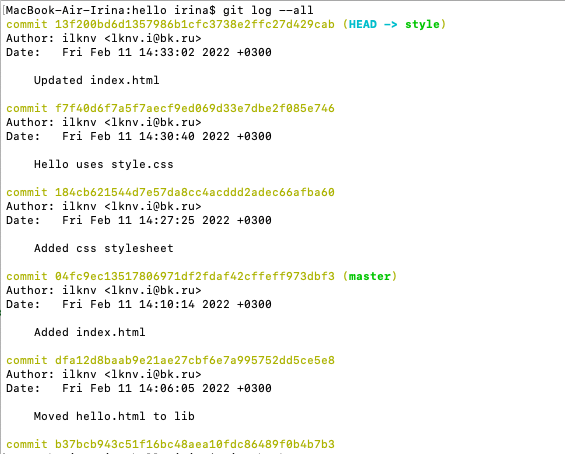 MacBook-Air-Irina:hello irina$ git log --all
commit 13f200bd6d1357986b1cfc3738e2ffc27d429cab (HEAD -> style)
Author: ilknv <lknv.i@bk.ru>
Date:   Fri Feb 11 14:33:02 2022 +0300
    Updated index.html
commit f7f40d6f7a5f7aecf9ed069d33e7dbe2f085e746
Author: ilknv <lknv.i@bk.ru>
Date:   Fri Feb 11 14:30:40 2022 +0300
    Hello uses style.css
commit 184cb621544d7e57da8cc4acddd2adec66afba60
Author: ilknv <lknv.i@bk.ru>
Date:   Fri Feb 11 14:27:25 2022 +0300
    Added css stylesheet
commit 04fc9ec13517806971df2fdaf42cffeff973dbf3 (master)
Author: ilknv <lknv.i@bk.ru>
Date:   Fri Feb 11 14:10:14 2022 +0300
    Added index.html
commit dfa12d8baab9e21ae27cbf6e7a995752dd5ce5e8
Author: ilknv <lknv.i@bk.ru>
Date:   Fri Feb 11 14:06:05 2022 +0300
    Moved hello.html to lib
commit b37bcb943c51f16bc48aea10fdc86489f0b4b7b3